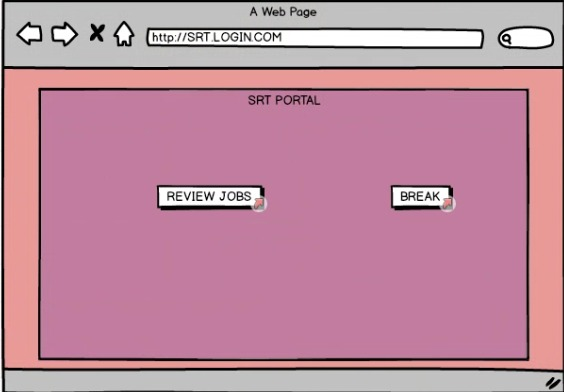 A Web Page
http://SRT.LOGIN.COM
SRT PORTAL
REVIEW JOBS
BREAK